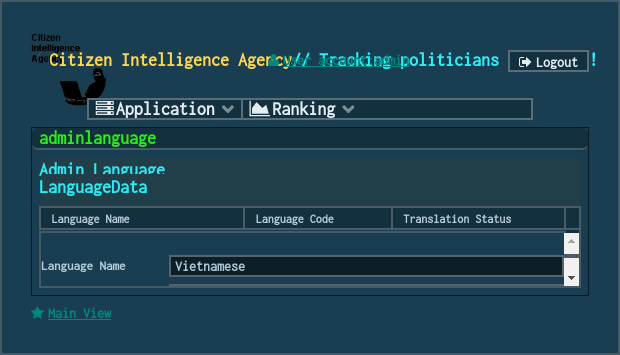 Citizen
Intelligence
Agency
Citizen Intelligence Agency// Tracking politicians
!
Logout
Application
Ranking
adminlanguage
Admin Language
LanguageData
Language Name
Language Code
Translation Status
Language Name
Vietnamese
Main View